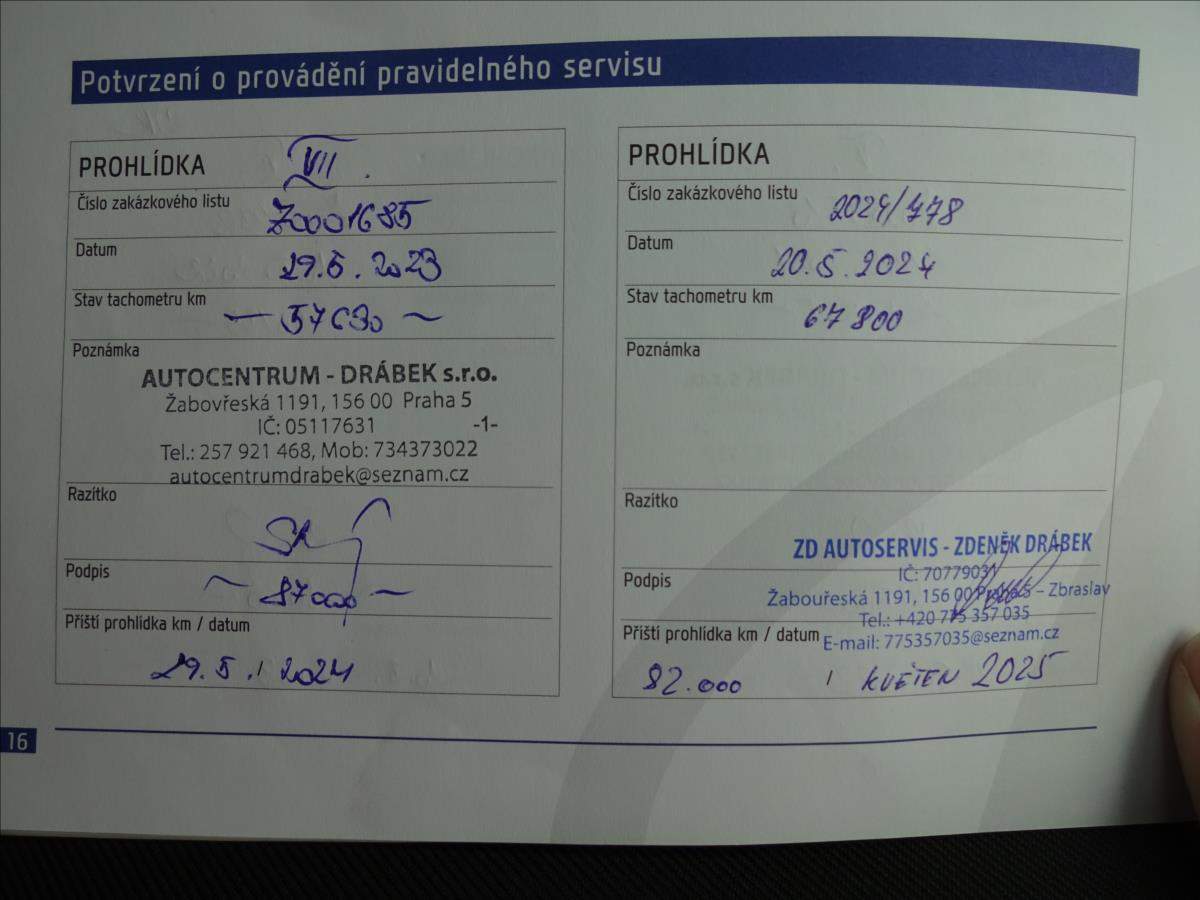 Potvrzení o provádění pravidelného servisu
PROHLÍDKA VII.
Číslo zakázkového listu
Z0001685
Datum
29.5.2023
Stav tachometru km
— 57690 ~
Poznámka
AUTOCENTRUM - DRÁBEK s.r.o.
Žabovřeská 1191, 156 00 Praha 5
IČ: 05117631 -1-
Tel.: 257 921 468, Mob: 734373022
autocentrumdrabek@seznam.cz
Razítko
Podpis
~ 87000 ~
Příští prohlídka km / datum
29.5. / 2024
PROHLÍDKA
Číslo zakázkového listu
2024/478
Datum
20.5.2024
Stav tachometru km
67 800
Poznámka
Razítko
ZD AUTOSERVIS - ZDENĚK DRÁBEK
IČ: 70779031
Podpis
Žabouřeská 1191, 156 00 Praha 5 – Zbraslav
Tel.: +420 775 357 035
Příští prohlídka km / datum
E-mail: 775357035@seznam.cz
82.000 / KVĚTEN 2025
16